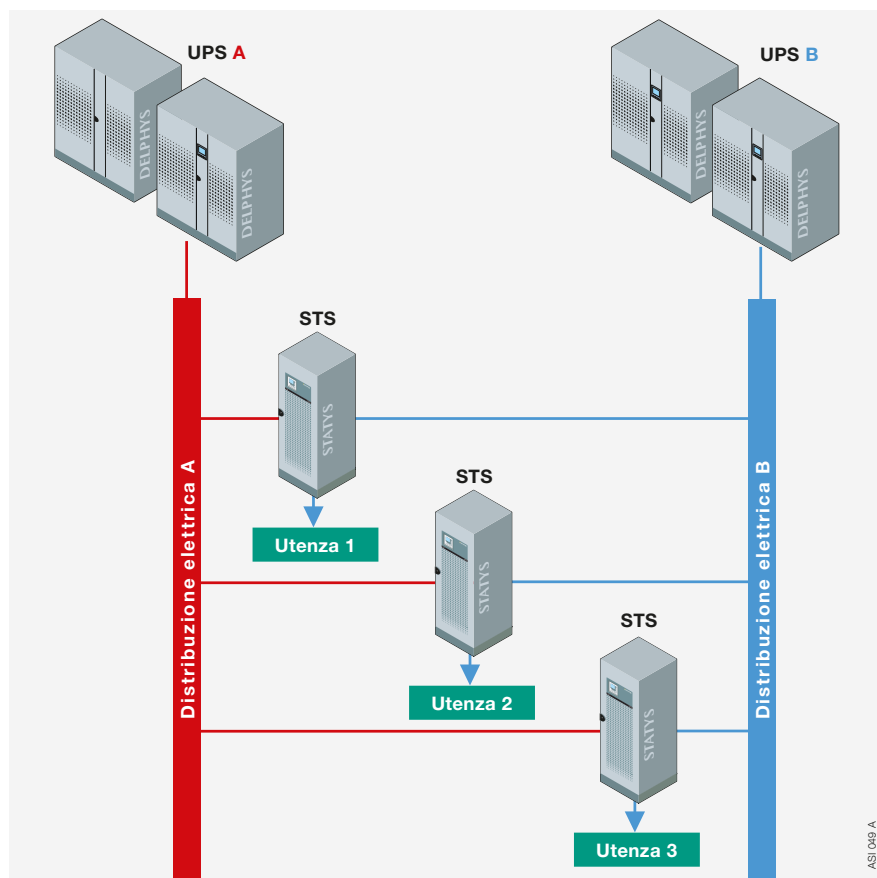 UPS A
UPS B
DELPHYS
DELPHYS
DELPHYS
DELPHYS
STS
STATYS
Utenza 1
STS
STATYS
Utenza 2
STS
STATYS
Utenza 3
Distribuzione elettrica A
Distribuzione elettrica B
ASI 049 A